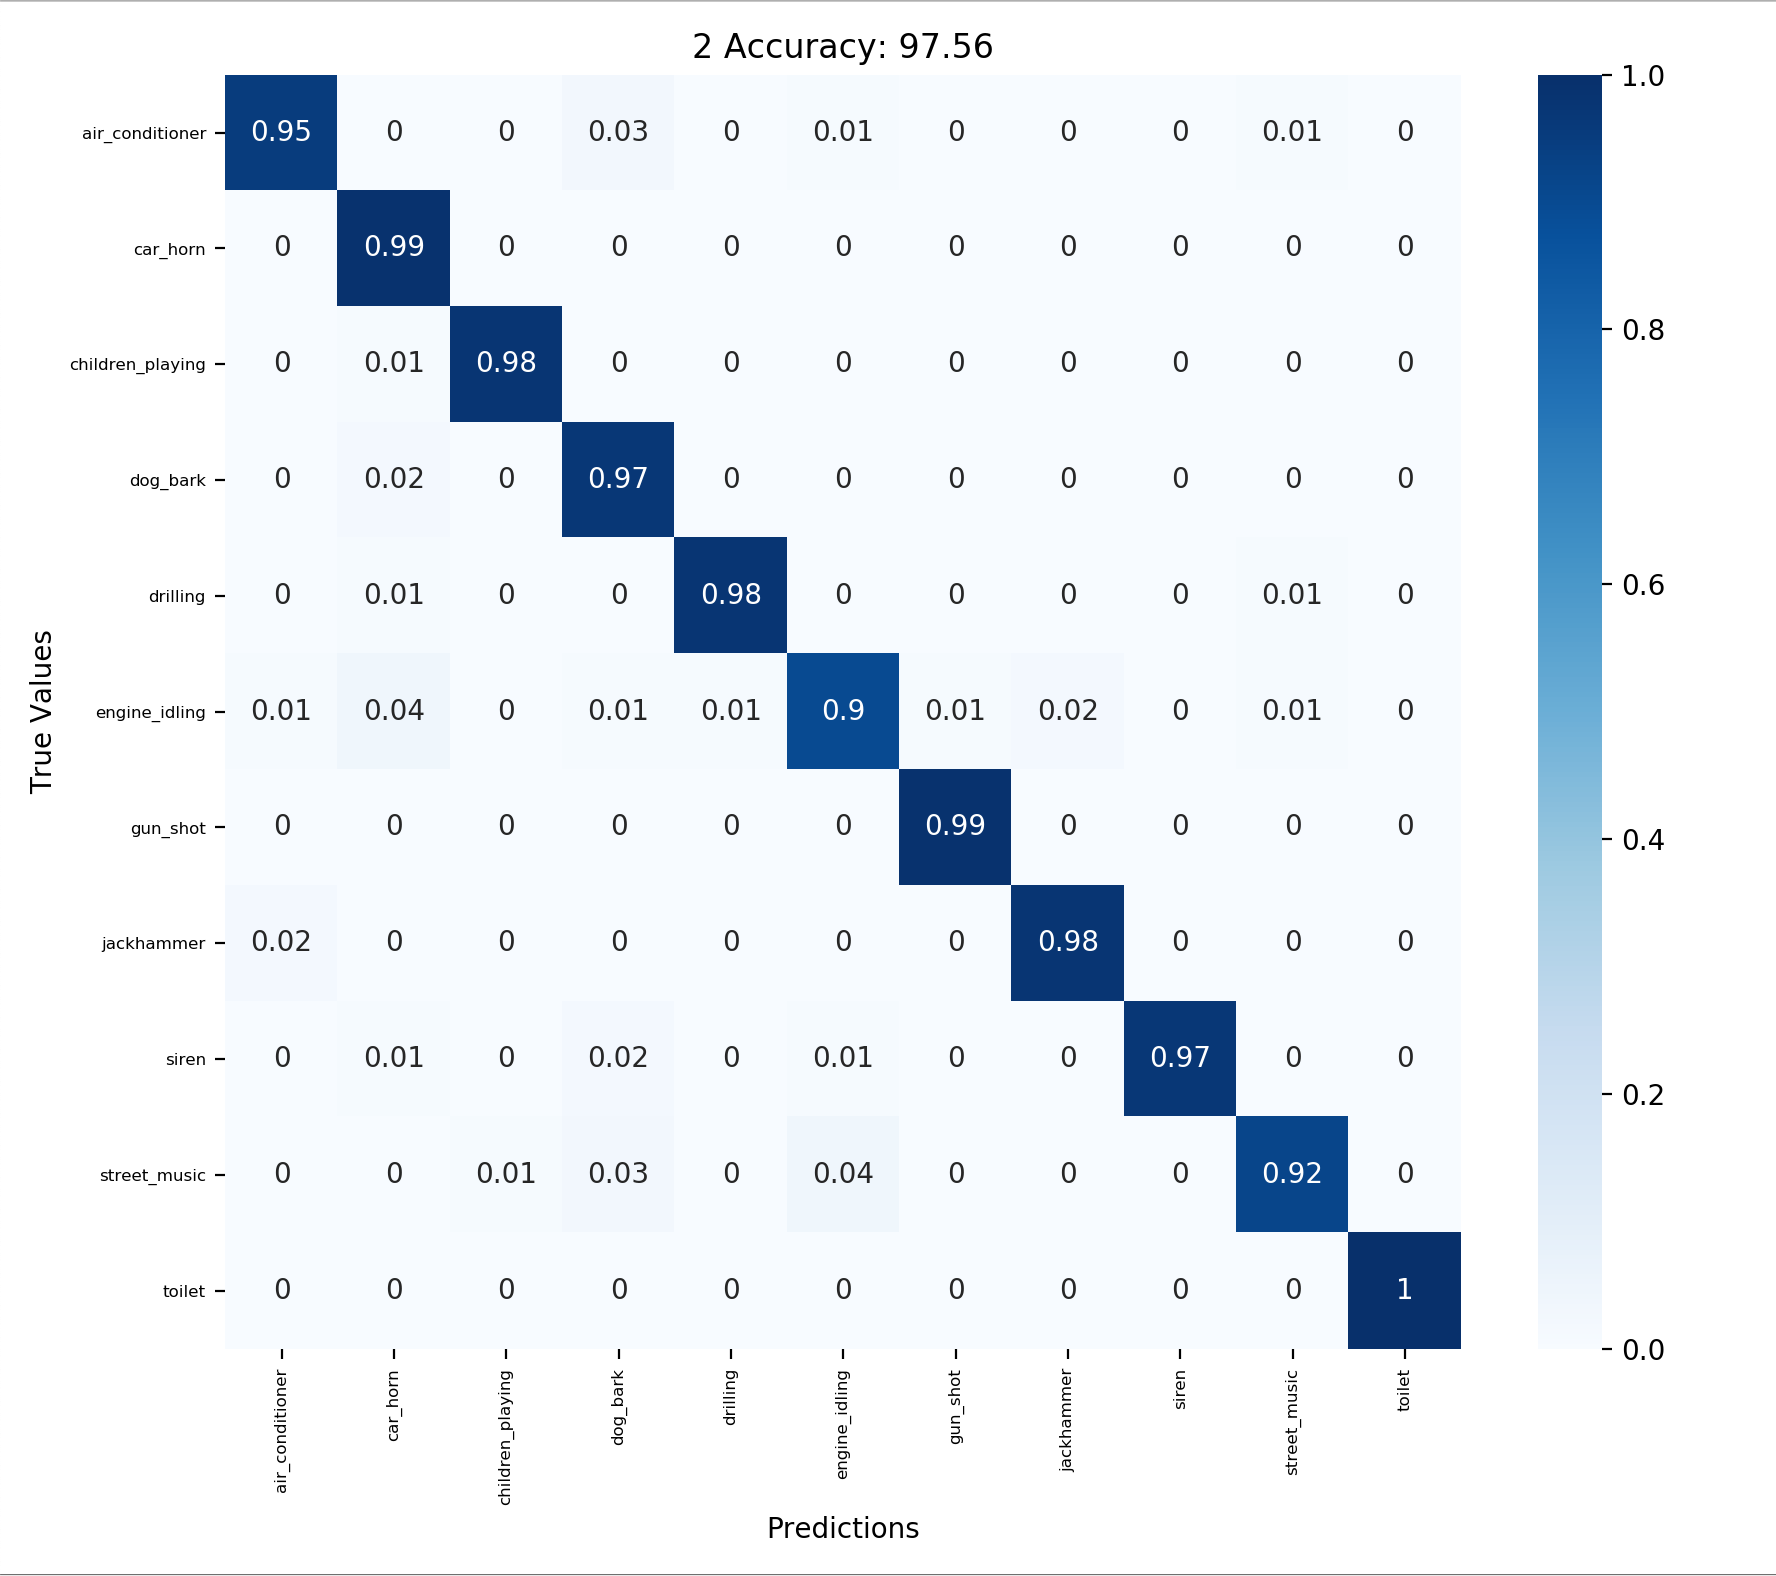 2 Accuracy: 97.56
air_conditioner 0.95 0 0 0.03 0 0.01 0 0 0 0.01 0
car_horn 0 0.99 0 0 0 0 0 0 0 0 0
children_playing 0 0.01 0.98 0 0 0 0 0 0 0 0
dog_bark 0 0.02 0 0.97 0 0 0 0 0 0 0
drilling 0 0.01 0 0 0.98 0 0 0 0 0.01 0
engine_idling 0.01 0.04 0 0.01 0.01 0.9 0.01 0.02 0 0.01 0
gun_shot 0 0 0 0 0 0 0.99 0 0 0 0
jackhammer 0.02 0 0 0 0 0 0 0.98 0 0 0
siren 0 0.01 0 0.02 0 0.01 0 0 0.97 0 0
street_music 0 0 0.01 0.03 0 0.04 0 0 0 0.92 0
toilet 0 0 0 0 0 0 0 0 0 0 1
True Values
air_conditioner car_horn children_playing dog_bark drilling engine_idling gun_shot jackhammer siren street_music toilet
Predictions
1.0
0.8
0.6
0.4
0.2
0.0